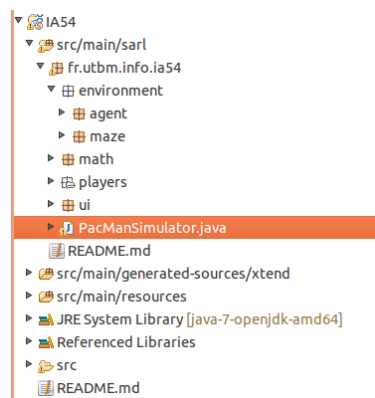 IA54
src/main/sarl
fr.utbm.info.ia54
environment
agent
maze
math
players
ui
PacManSimulator.java
README.md
src/main/generated-sources/xtend
src/main/resources
JRE System Library [java-7-openjdk-amd64]
Referenced Libraries
src
README.md